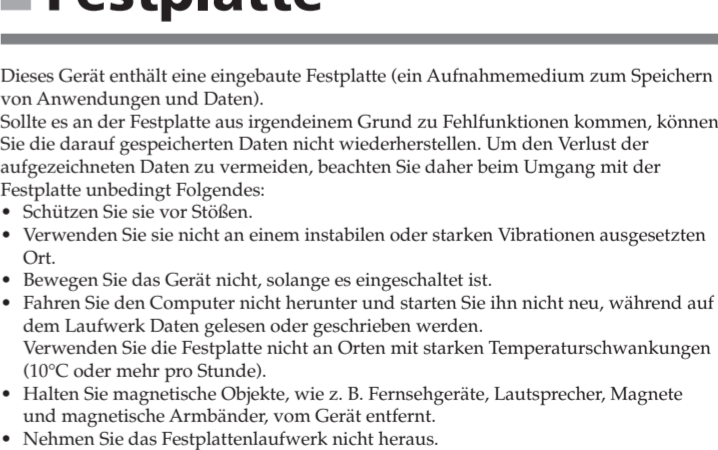 Festplatte
Dieses Gerät enthält eine eingebaute Festplatte (ein Aufnahmemedium zum Speichern
von Anwendungen und Daten).
Sollte es an der Festplatte aus irgendeinem Grund zu Fehlfunktionen kommen, können
Sie die darauf gespeicherten Daten nicht wiederherstellen. Um den Verlust der
aufgezeichneten Daten zu vermeiden, beachten Sie daher beim Umgang mit der
Festplatte unbedingt Folgendes:
• Schützen Sie sie vor Stößen.
• Verwenden Sie sie nicht an einem instabilen oder starken Vibrationen ausgesetzten
Ort.
• Bewegen Sie das Gerät nicht, solange es eingeschaltet ist.
• Fahren Sie den Computer nicht herunter und starten Sie ihn nicht neu, während auf
dem Laufwerk Daten gelesen oder geschrieben werden.
Verwenden Sie die Festplatte nicht an Orten mit starken Temperaturschwankungen
(10°C oder mehr pro Stunde).
• Halten Sie magnetische Objekte, wie z. B. Fernsehgeräte, Lautsprecher, Magnete
und magnetische Armbänder, vom Gerät entfernt.
• Nehmen Sie das Festplattenlaufwerk nicht heraus.